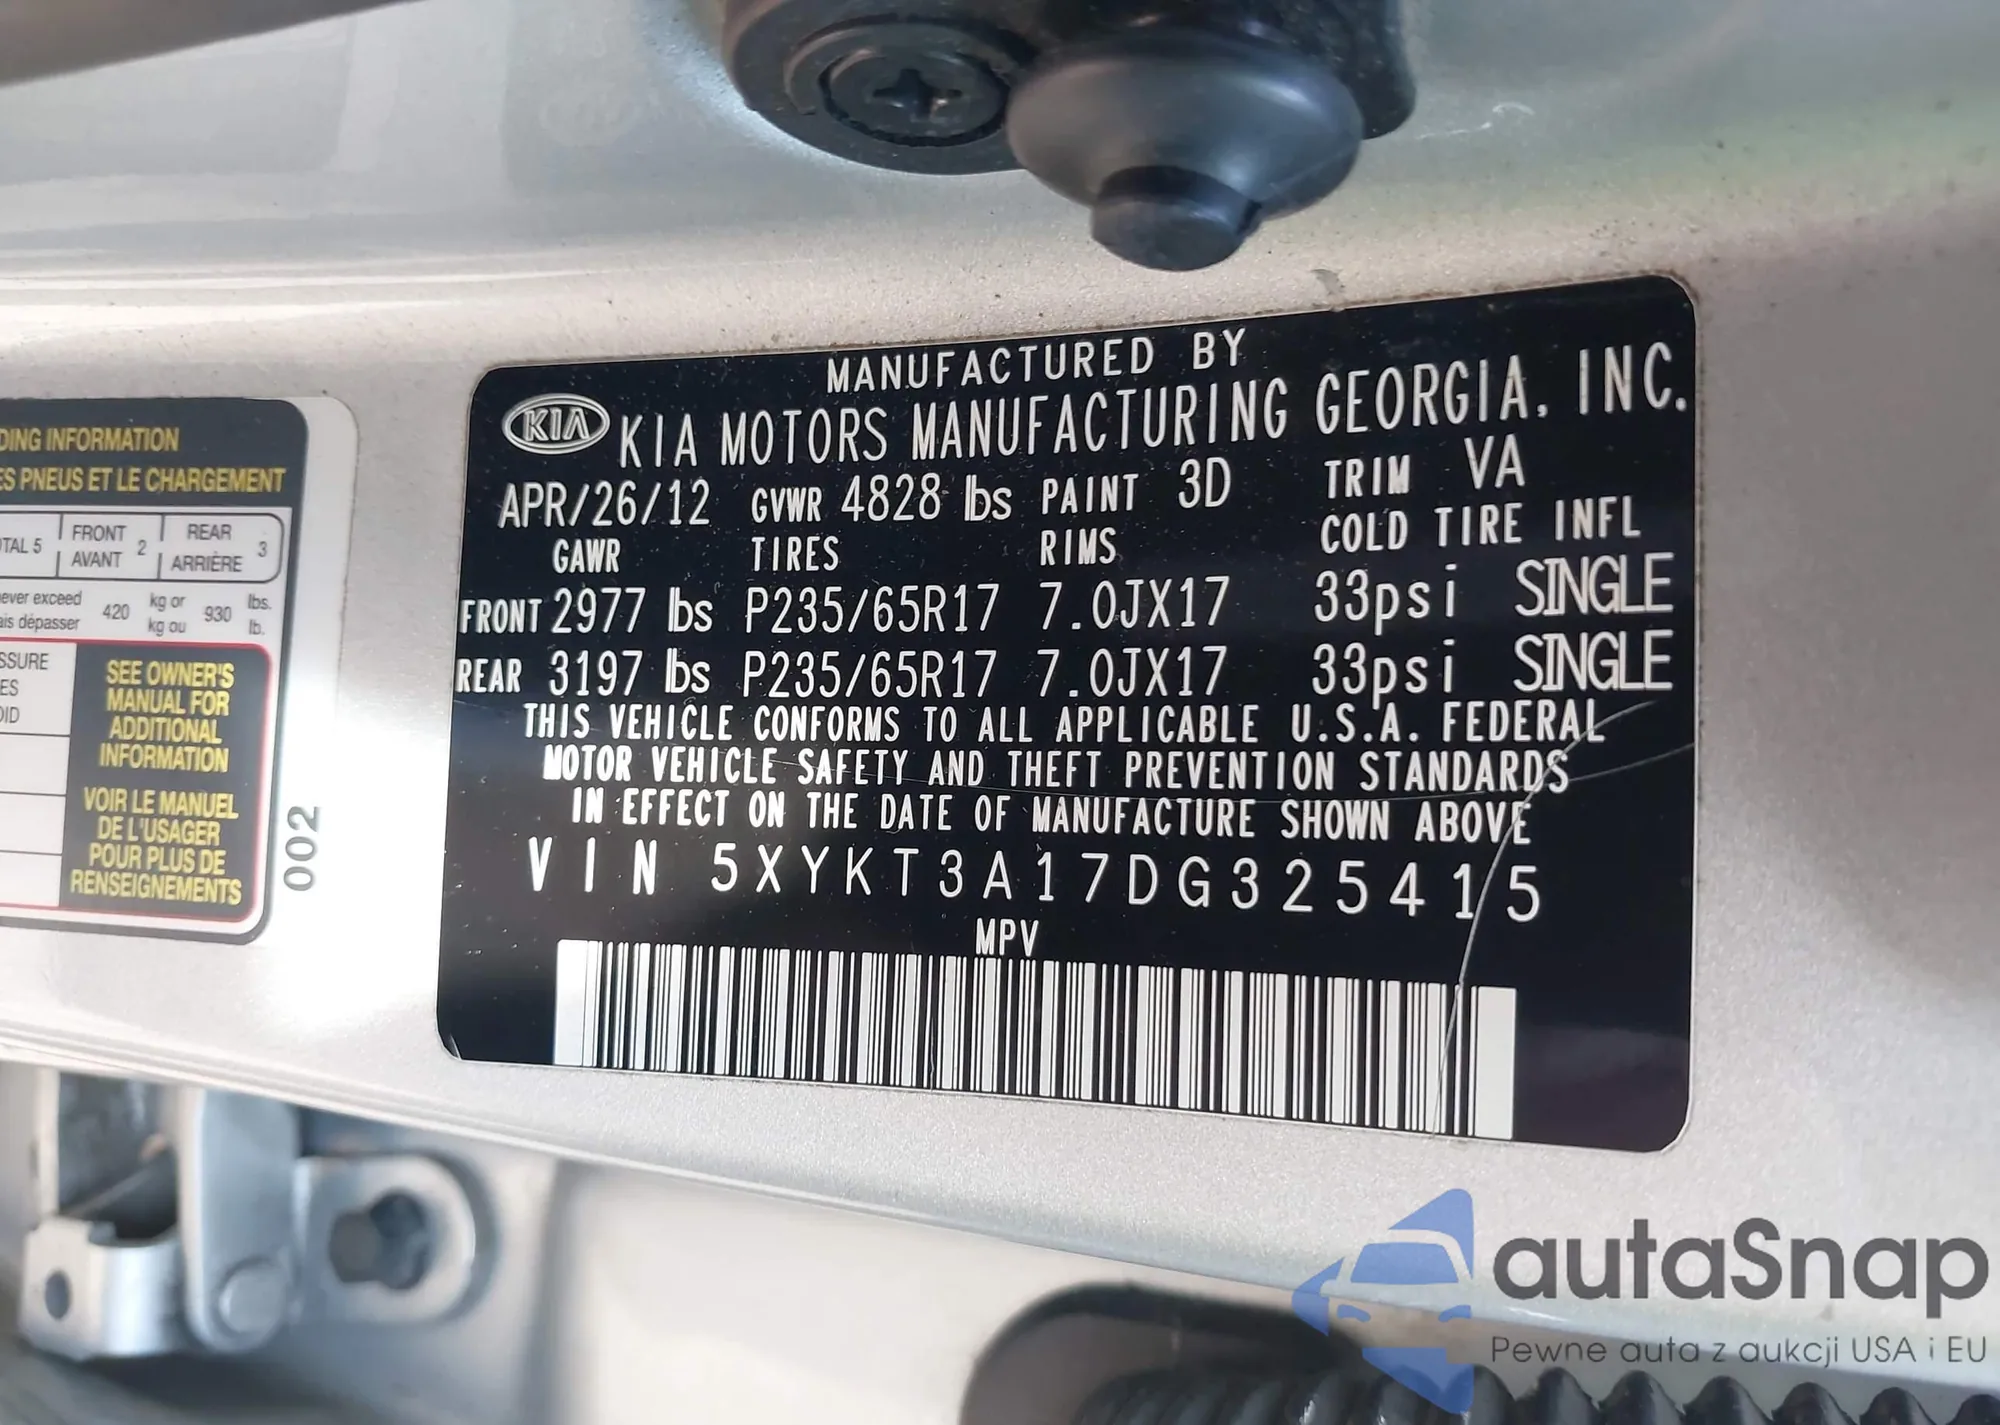 MANUFACTURED BY
KIA KIA MOTORS MANUFACTURING GEORGIA, INC.
APR/26/12 GVWR 4828 lbs PAINT 3D TRIM VA
GAWR TIRES RIMS COLD TIRE INFL
FRONT 2977 lbs P235/65R17 7.0JX17 33psi SINGLE
REAR 3197 lbs P235/65R17 7.0JX17 33psi SINGLE
THIS VEHICLE CONFORMS TO ALL APPLICABLE U.S.A. FEDERAL
MOTOR VEHICLE SAFETY AND THEFT PREVENTION STANDARDS
IN EFFECT ON THE DATE OF MANUFACTURE SHOWN ABOVE
VIN 5XYKT3A17DG325415
MPV
INFORMATION
PNEUS ET LE CHARGEMENT
5 FRONT 2 REAR 3
AVANT ARRIÈRE
exceed 420 kg or 930 lbs.
dépasser kg ou lb.
SEE OWNER'S
MANUAL FOR
ADDITIONAL
INFORMATION
VOIR LE MANUEL
DE L'USAGER
POUR PLUS DE
RENSEIGNEMENTS
002
autaSnap
Pewne auta z aukcji USA i EU